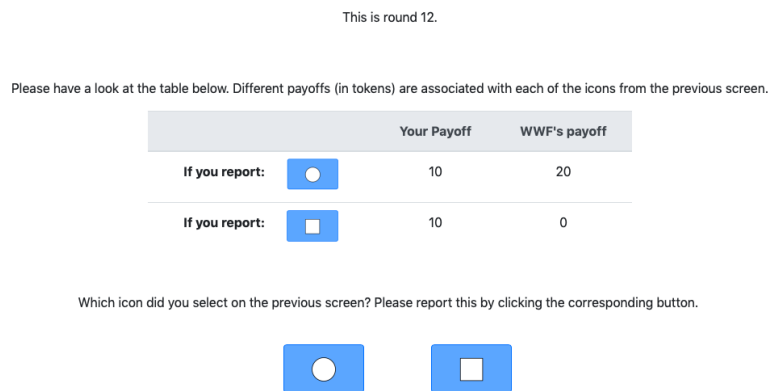 This is round 12.
Please have a look at the table below. Different payoffs (in tokens) are associated with each of the icons from the previous screen.
Your Payoff WWF's payoff
If you report: 10 20
If you report: 10 0
Which icon did you select on the previous screen? Please report this by clicking the corresponding button.